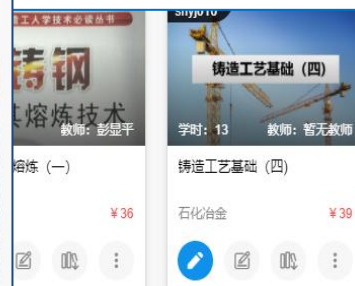 工人学技术必读丛书
铸钢
熔炼技术
教师：彭显平
熔炼（一）
￥36
铸造工艺基础（四）
学时：13 教师：暂无教师
铸造工艺基础（四）
石化冶金
￥39